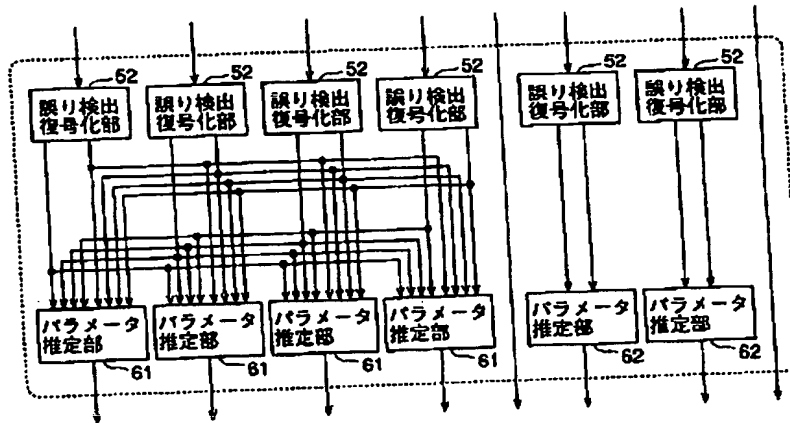 52
誤り検出
復号化部
52
誤り検出
復号化部
52
誤り検出
復号化部
52
誤り検出
復号化部
52
誤り検出
復号化部
52
誤り検出
復号化部
パラメータ
推定部
61
パラメータ
推定部
61
パラメータ
推定部
61
パラメータ
推定部
61
パラメータ
推定部
62
パラメータ
推定部
62